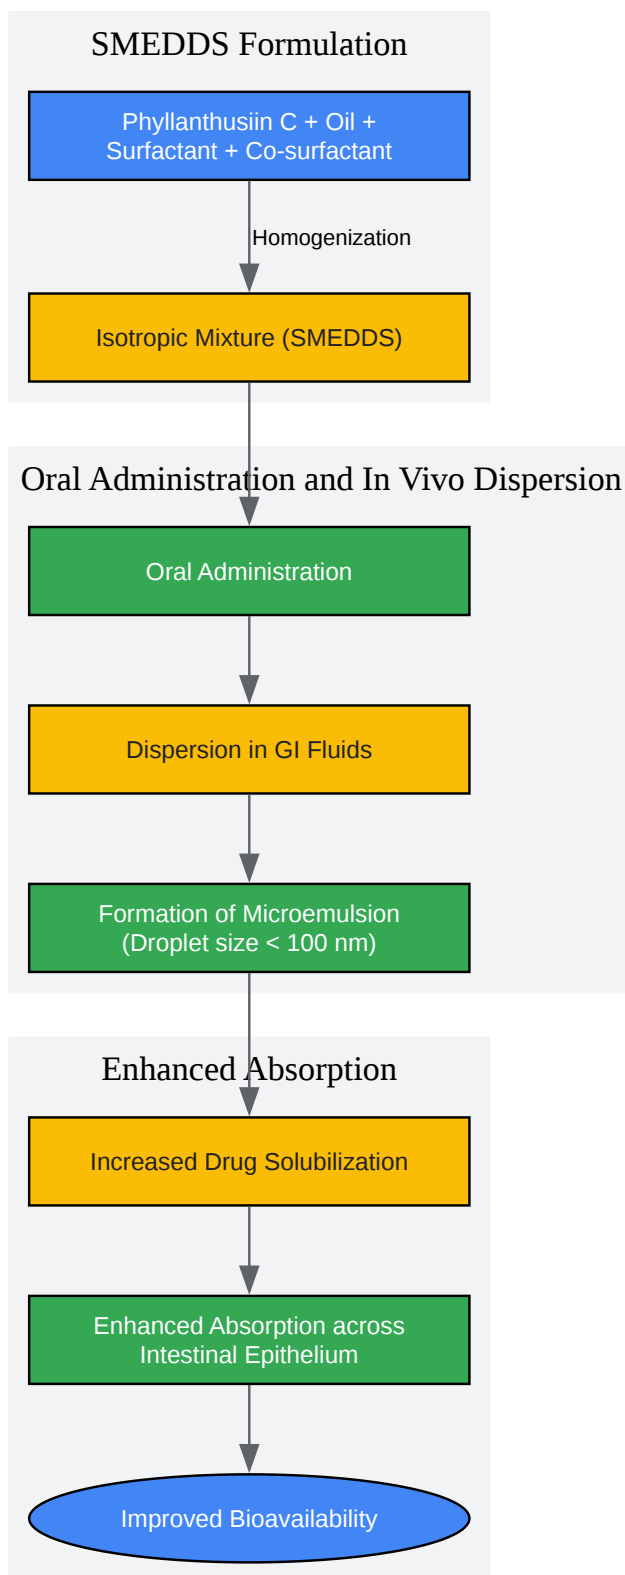 SMEDDS Formulation
Phyllanthusiin C + Oil +
Surfactant + Co-surfactant
Homogenization
Isotropic Mixture (SMEDDS)
Oral Administration and In Vivo Dispersion
Oral Administration
Dispersion in GI Fluids
Formation of Microemulsion
(Droplet size < 100 nm)
Enhanced Absorption
Increased Drug Solubilization
Enhanced Absorption across
Intestinal Epithelium
Improved Bioavailability